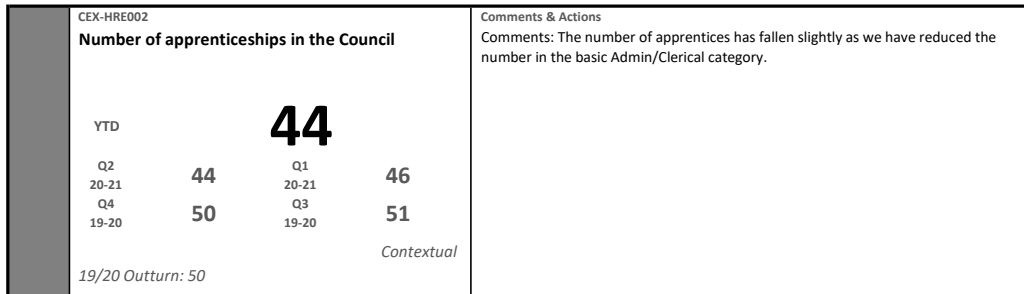 CEX-HRE002
Number of apprenticeships in the Council
YTD
44
Q2
20-21
44
Q1
20-21
46
Q4
19-20
50
Q3
19-20
51
Contextual
19/20 Outturn: 50
Comments & Actions
Comments: The number of apprentices has fallen slightly as we have reduced the
number in the basic Admin/Clerical category.